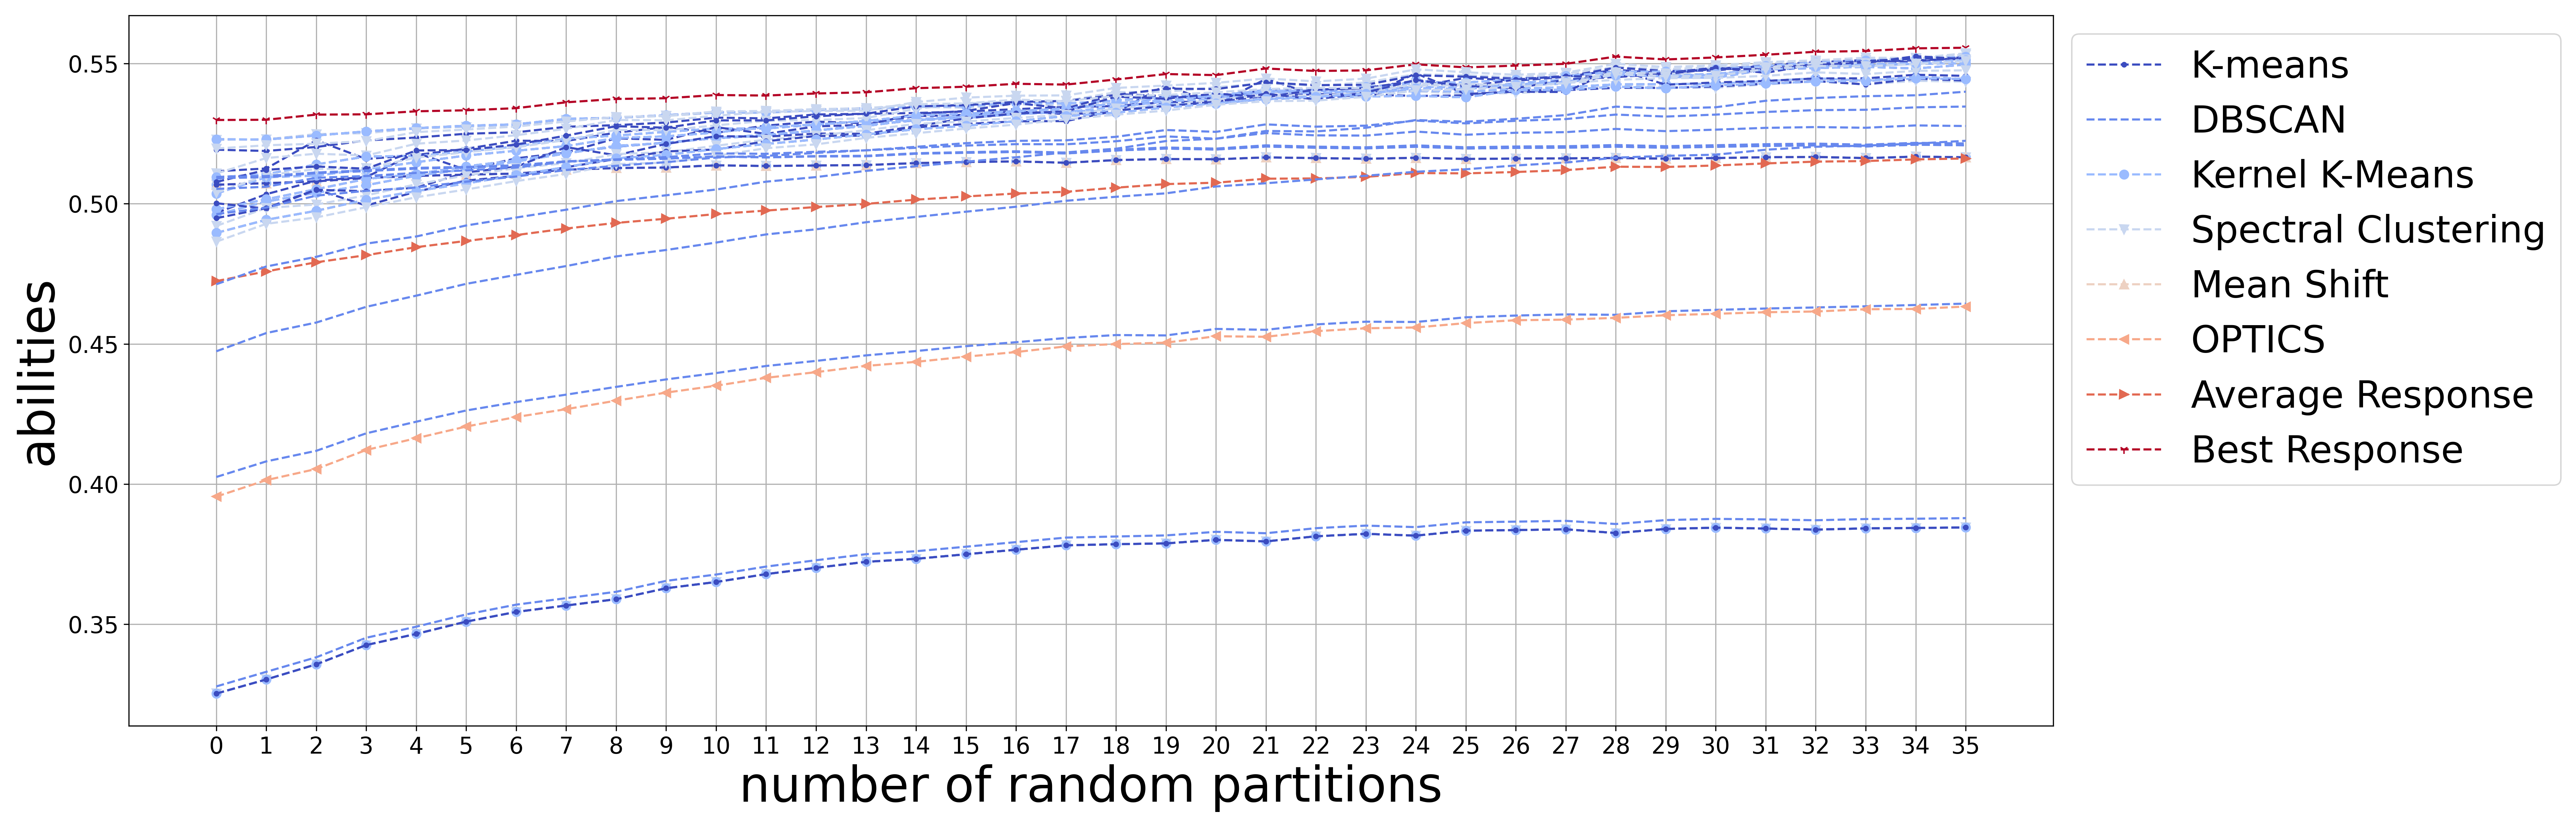 abilities
0.55
0.50
0.45
0.40
0.35
0 1 2 3 4 5 6 7 8 9 10 11 12 13 14 15 16 17 18 19 20 21 22 23 24 25 26 27 28 29 30 31 32 33 34 35
number of random partitions
K-means
DBSCAN
Kernel K-Means
Spectral Clustering
Mean Shift
OPTICS
Average Response
Best Response